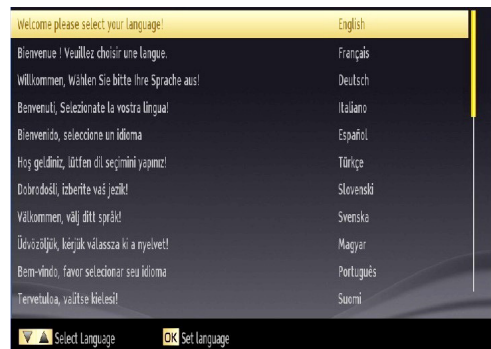 Welcome please select your language! English
Bienvenue ! Veuillez choisir une langue. Français
Willkommen, Wählen Sie bitte Ihre Sprache aus! Deutsch
Benvenuti, Selezionate la vostra lingua! Italiano
Bienvenido, seleccione un idioma Español
Hoş geldiniz, lütfen dil seçimini yapınız! Türkçe
Dobrodošli, izberite vaš jezik! Slovenski
Välkommen, välj ditt språk! Svenska
Üdvözöljük, kérjük válassza ki a nyelvet! Magyar
Bem-vindo, favor selecionar seu idioma Português
Tervetuloa, valitse kielesi! Suomi
Select Language OK Set language